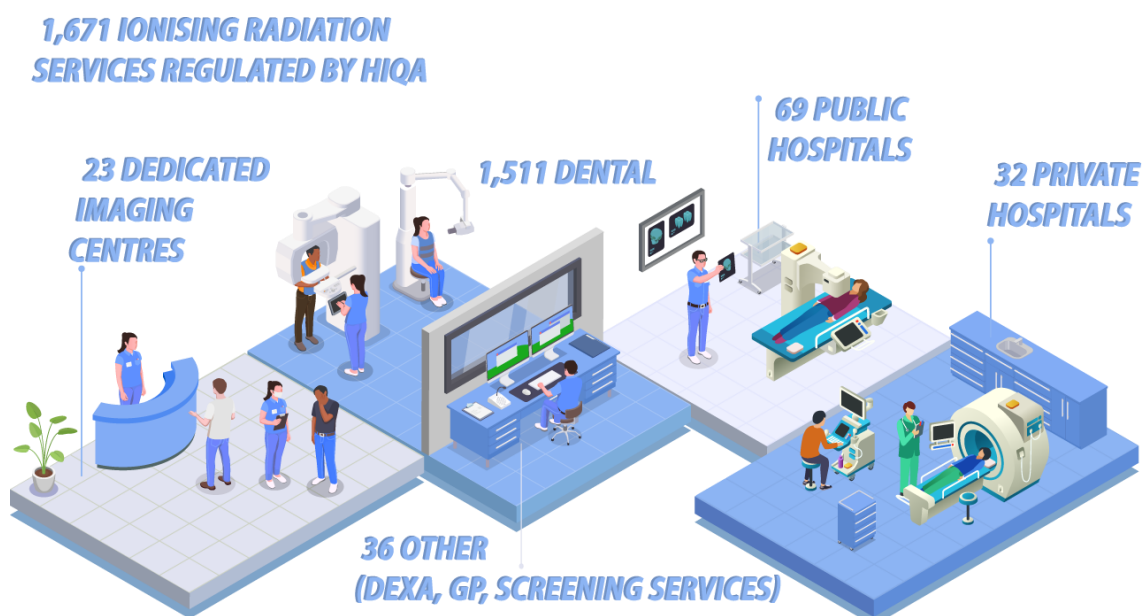 1,671 IONISING RADIATION
SERVICES REGULATED BY HIQA
69 PUBLIC
HOSPITALS
23 DEDICATED
IMAGING
CENTRES
1,511 DENTAL
32 PRIVATE
HOSPITALS
36 OTHER
(DEXA, GP, SCREENING SERVICES)